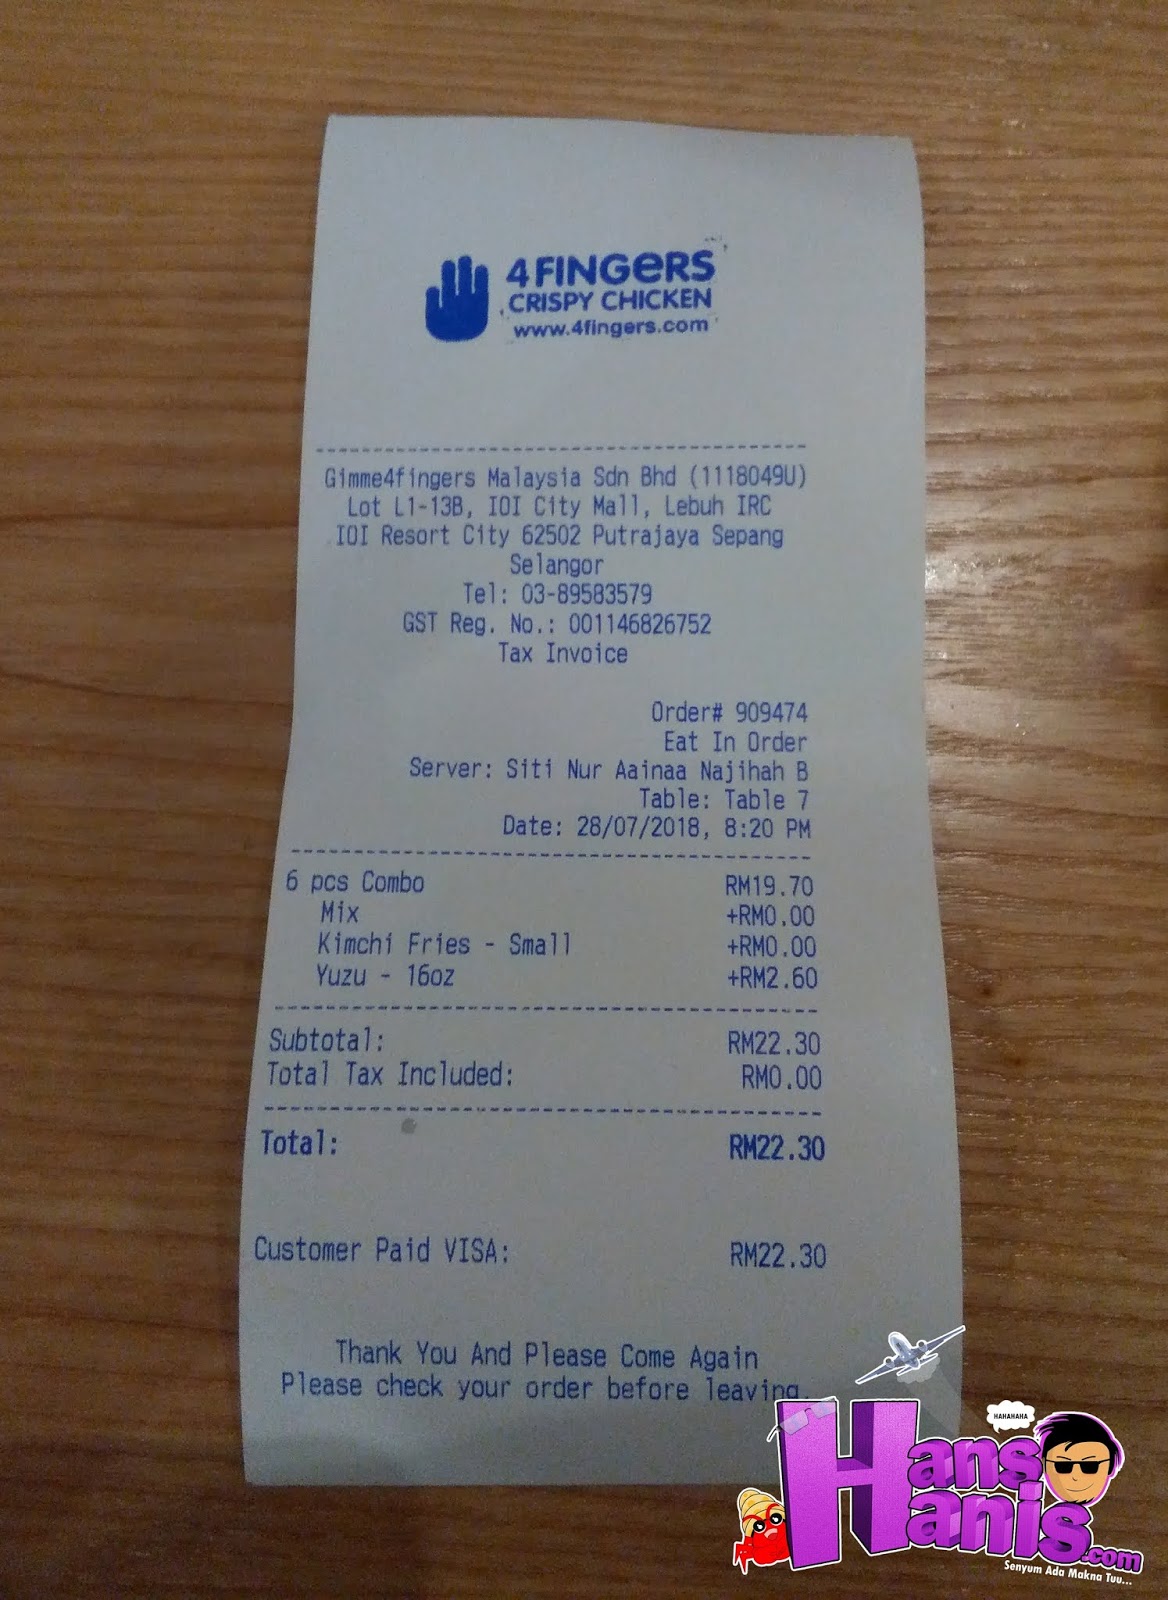 4FINGERS
CRISPY CHICKEN
www.4fingers.com
Gimme4fingers Malaysia Sdn Bhd (1118049U)
Lot L1-13B, IOI City Mall, Lebuh IRC
IOI Resort City 62502 Putrajaya Sepang
Selangor
Tel: 03-89583579
GST Reg. No.: 001146826752
Tax Invoice
Order# 909474
Eat In Order
Server: Siti Nur Aainaa Najihah B
Table: Table 7
Date: 28/07/2018, 8:20 PM
6 pcs Combo RM19.70
Mix +RM0.00
Kimchi Fries - Small +RM0.00
Yuzu - 16oz +RM2.60
Subtotal: RM22.30
Total Tax Included: RM0.00
Total: RM22.30
Customer Paid VISA: RM22.30
Thank You And Please Come Again
Please check your order before leaving.
HAHAHAHA
Hans
Hanis.com
Senyum Ada Makna Tuu...